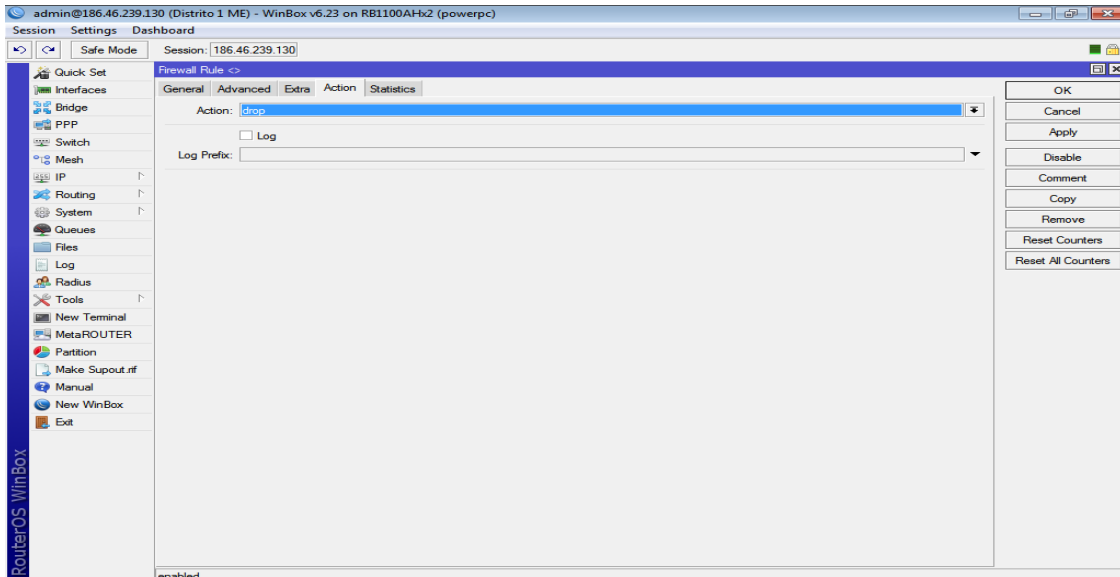 admin@186.46.239.130 (Distrito 1 ME) - WinBox v6.23 on RB1100AHx2 (powerpc)
Session Settings Dashboard
Safe Mode Session: 186.46.239.130
Quick Set
Interfaces
Bridge
PPP
Switch
Mesh
IP
Routing
System
Queues
Files
Log
Radius
Tools
New Terminal
MetaROUTER
Partition
Make Supout.rif
Manual
New WinBox
Exit
RouterOS WinBox
Firewall Rule <>
General Advanced Extra Action Statistics
Action: drop
Log
Log Prefix:
OK
Cancel
Apply
Disable
Comment
Copy
Remove
Reset Counters
Reset All Counters
enabled